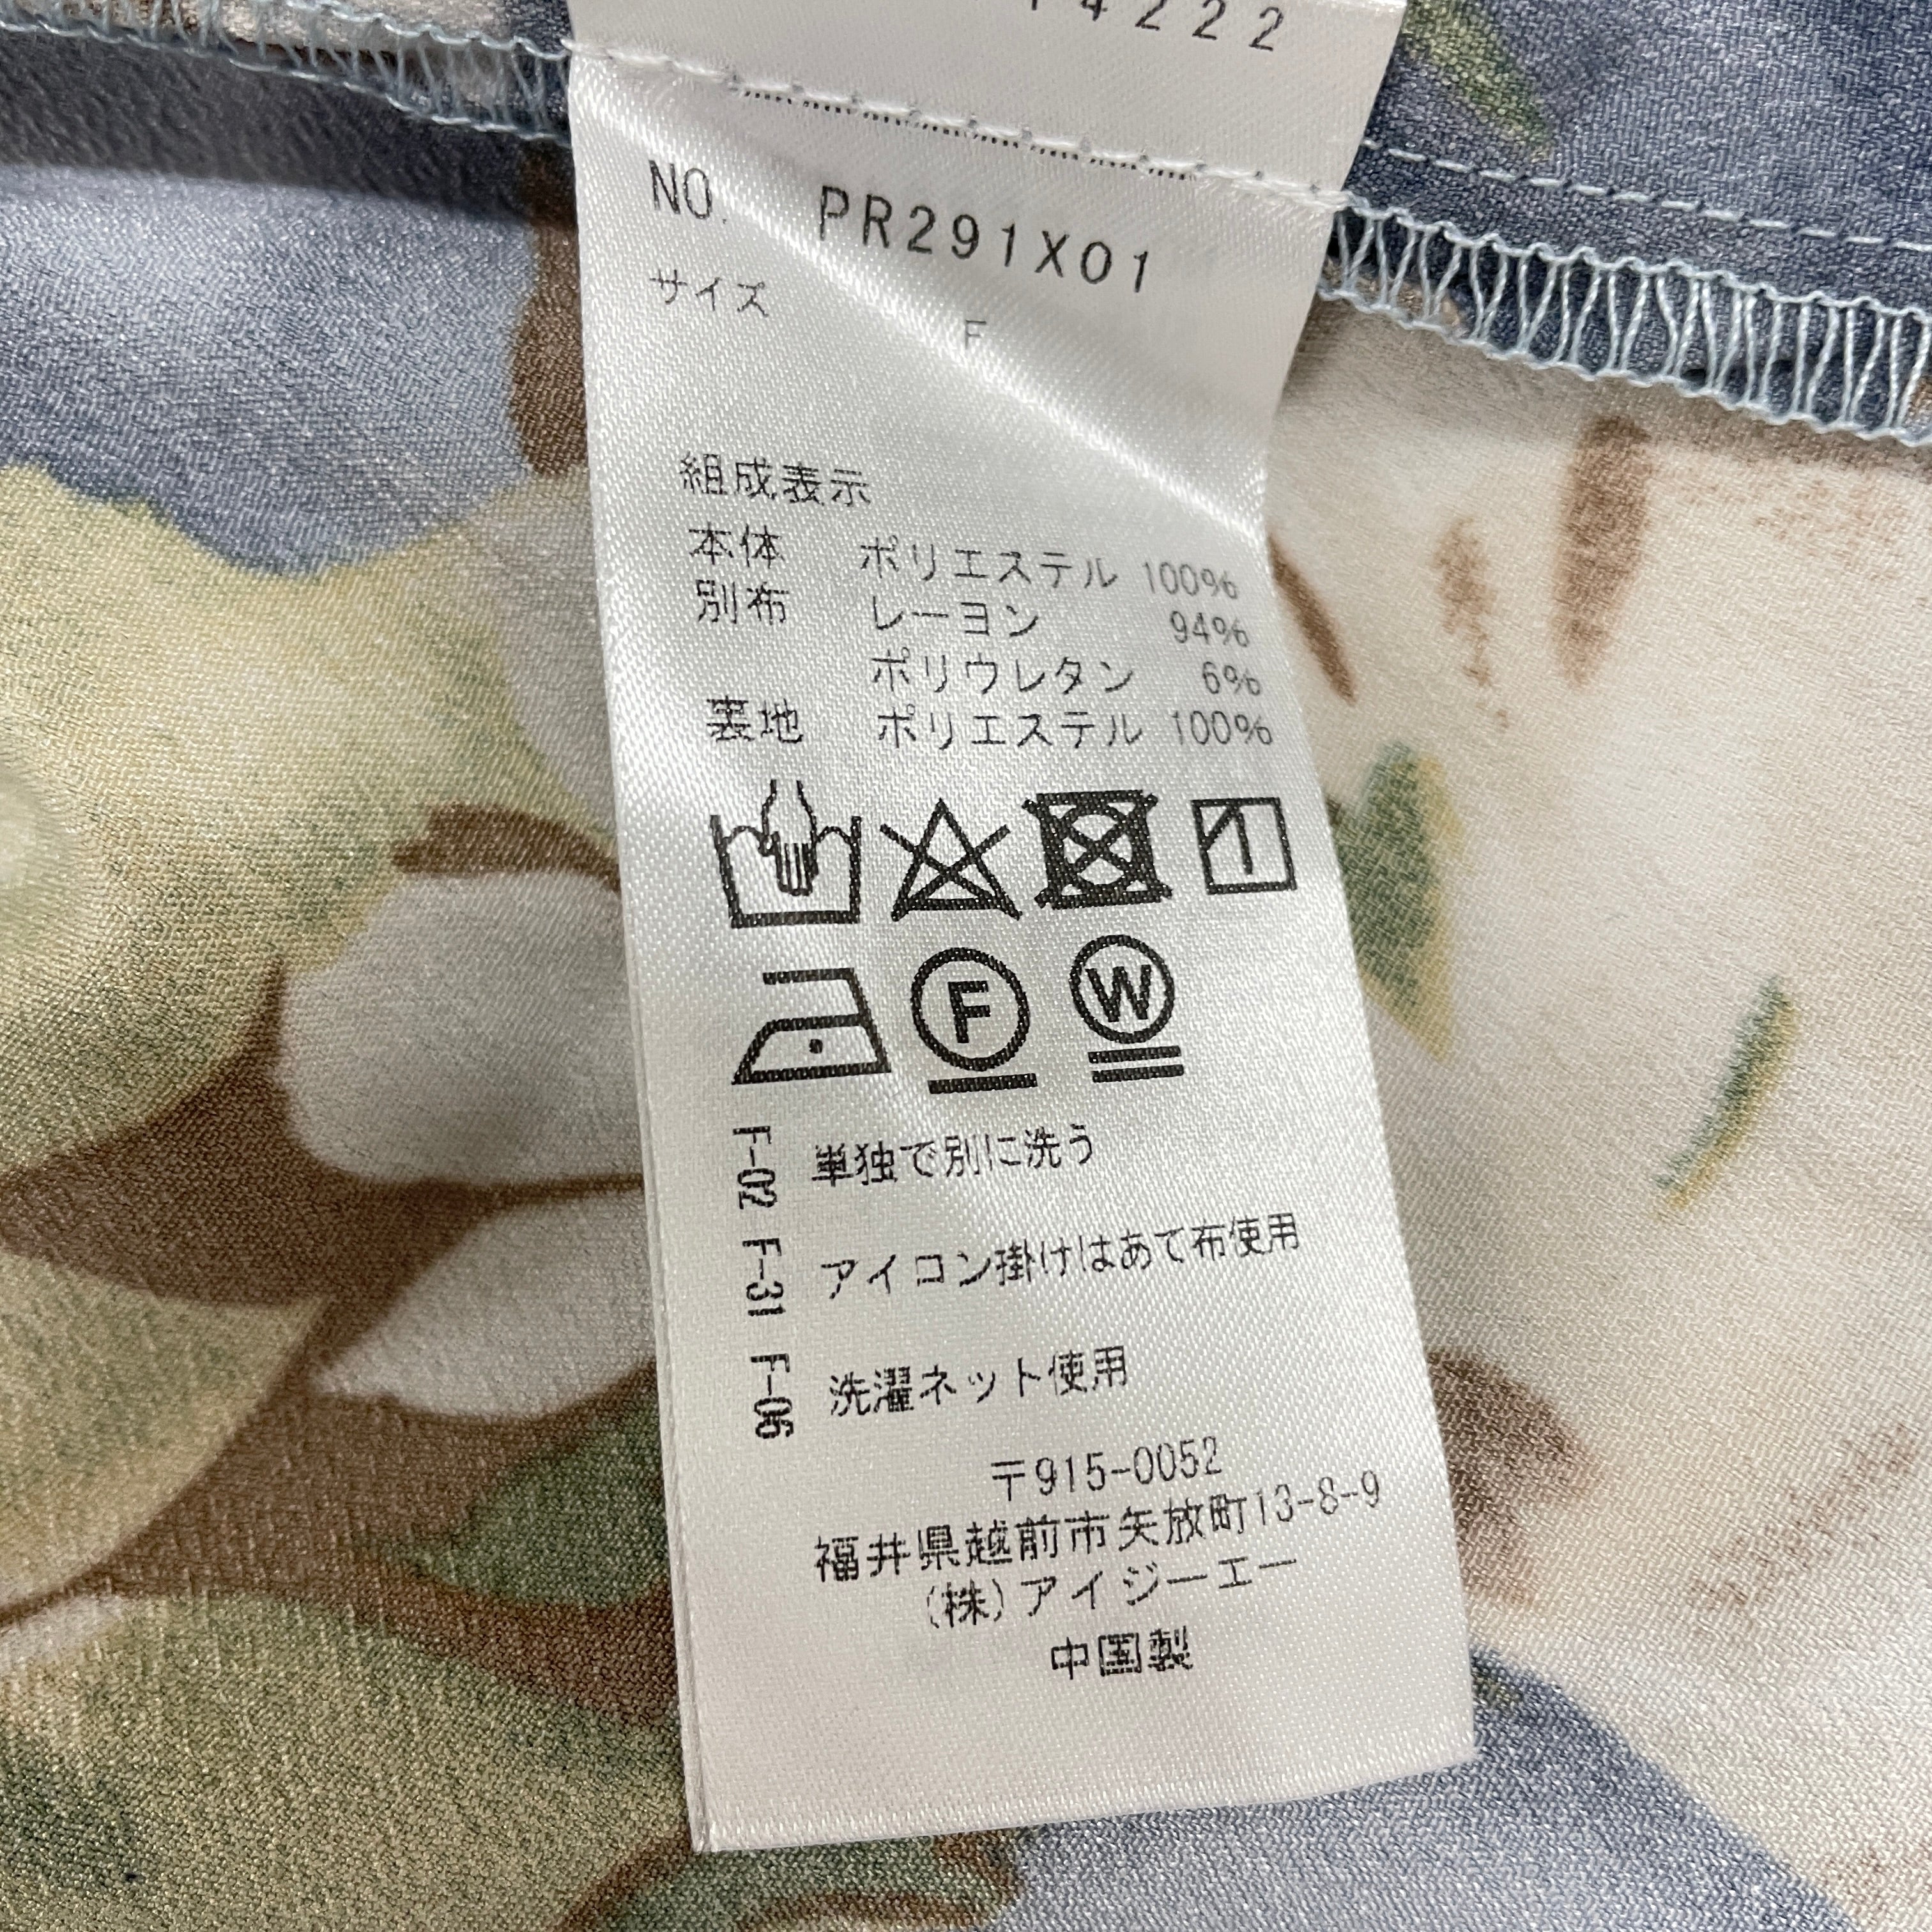 4222
NO. PR291X01
サイズ F
組成表示
本体 ポリエステル 100%
別布 レーヨン 94%
ポリウレタン 6%
裏地 ポリエステル 100%
F
W
F-02 単独で別に洗う
F-31 アイコン掛けはあて布使用
F-06 洗濯ネット使用
〒915-0052
福井県越前市矢放町13-8-9
(株)アイジーエー
中国製